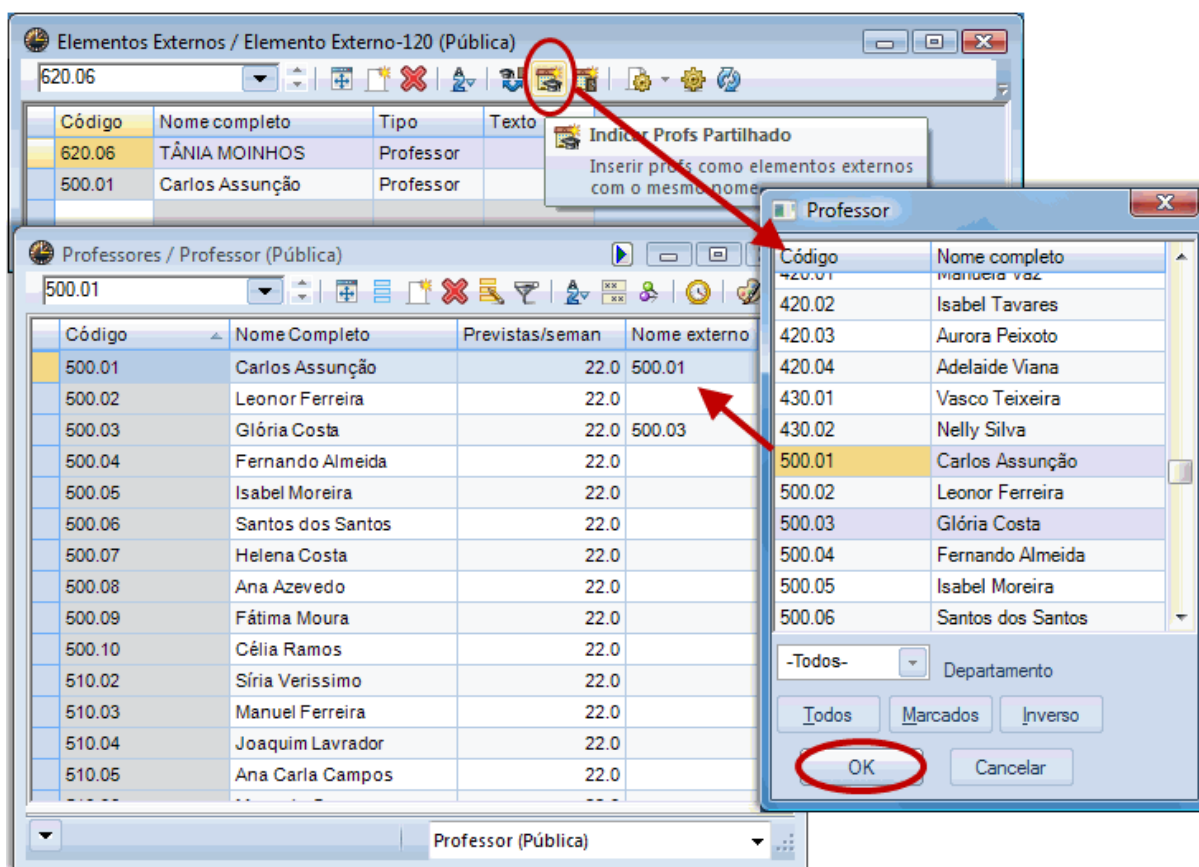 Elementos Externos / Elemento Externo-120 (Pública)
620.06
Código Nome completo Tipo Texto
620.06 TÂNIA MOINHOS Professor
500.01 Carlos Assunção Professor
Indicar Profs Partilhado
Inserir profs como elementos externos
com o mesmo nome
Professores / Professor (Pública)
500.01
Código Nome Completo Previstas/seman Nome externo
500.01 Carlos Assunção 22.0 500.01
500.02 Leonor Ferreira 22.0
500.03 Glória Costa 22.0 500.03
500.04 Fernando Almeida 22.0
500.05 Isabel Moreira 22.0
500.06 Santos dos Santos 22.0
500.07 Helena Costa 22.0
500.08 Ana Azevedo 22.0
500.09 Fátima Moura 22.0
500.10 Célia Ramos 22.0
510.02 Síria Verissimo 22.0
510.03 Manuel Ferreira 22.0
510.04 Joaquim Lavrador 22.0
510.05 Ana Carla Campos 22.0
Professor (Pública)
Professor
Código Nome completo
420.01 Manuela Vaz
420.02 Isabel Tavares
420.03 Aurora Peixoto
420.04 Adelaide Viana
430.01 Vasco Teixeira
430.02 Nelly Silva
500.01 Carlos Assunção
500.02 Leonor Ferreira
500.03 Glória Costa
500.04 Fernando Almeida
500.05 Isabel Moreira
500.06 Santos dos Santos
-Todos- Departamento
Todos Marcados Inverso
OK Cancelar